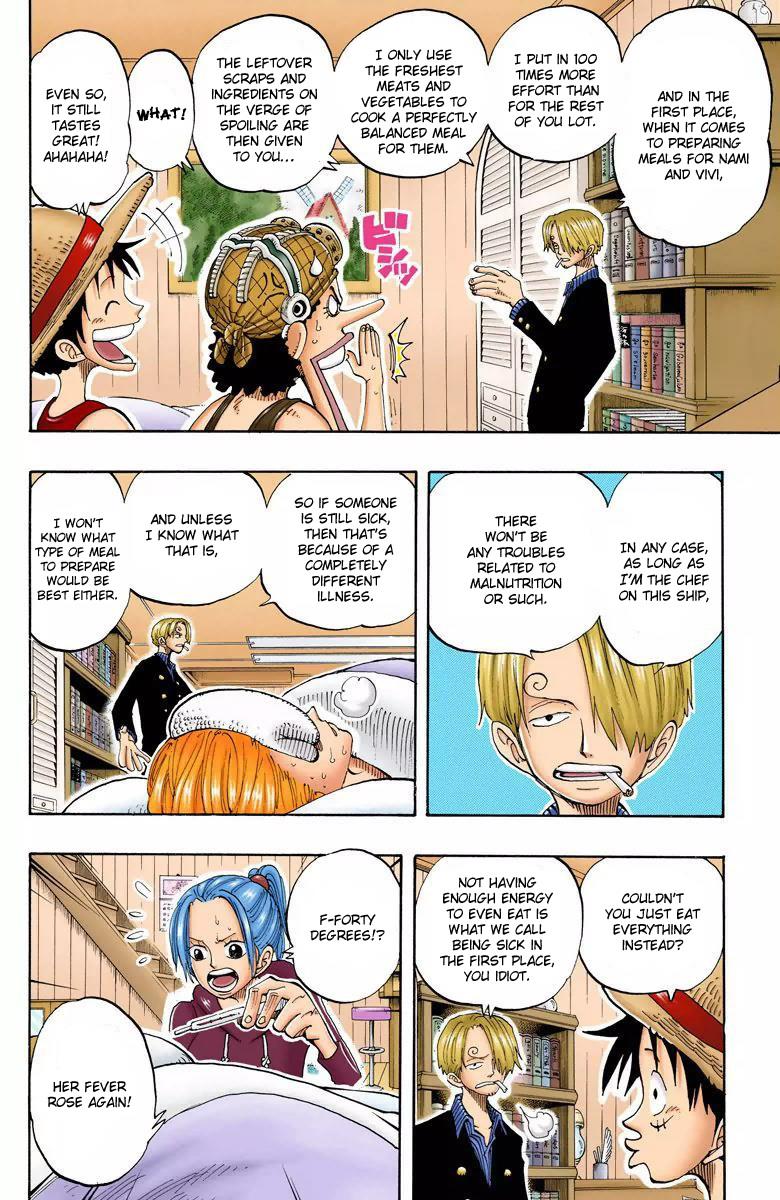 AND IN THE
FIRST PLACE,
WHEN IT COMES
TO PREPARING
MEALS FOR NAMI
AND VIVI,
I PUT IN 100
TIMES MORE
EFFORT THAN
FOR THE REST
OF YOU LOT.
I ONLY USE
THE FRESHEST
MEATS AND
VEGETABLES TO
COOK A PERFECTLY
BALANCED MEAL
FOR THEM.
THE LEFTOVER
SCRAPS AND
INGREDIENTS ON
THE VERGE OF
SPOILING ARE
THEN GIVEN
TO YOU...
WHAT!
EVEN SO,
IT STILL
TASTES
GREAT!
AHAHAHA!
ビシッ
IN ANY CASE,
AS LONG AS
I'M THE CHEF
ON THIS SHIP,
THERE
WON'T BE
ANY TROUBLES
RELATED TO
MALNUTRITION
OR SUCH.
SO IF SOMEONE
IS STILL SICK,
THEN THAT'S
BECAUSE OF A
COMPLETELY
DIFFERENT
ILLNESS.
AND UNLESS
I KNOW WHAT
THAT IS,
I WON'T
KNOW WHAT
TYPE OF MEAL
TO PREPARE
WOULD BE
BEST EITHER.
COULDN'T
YOU JUST EAT
EVERYTHING
INSTEAD?
NOT HAVING
ENOUGH ENERGY
TO EVEN EAT IS
WHAT WE CALL
BEING SICK IN
THE FIRST PLACE,
YOU IDIOT.
F-FORTY
DEGREES!?
HER FEVER
ROSE AGAIN!